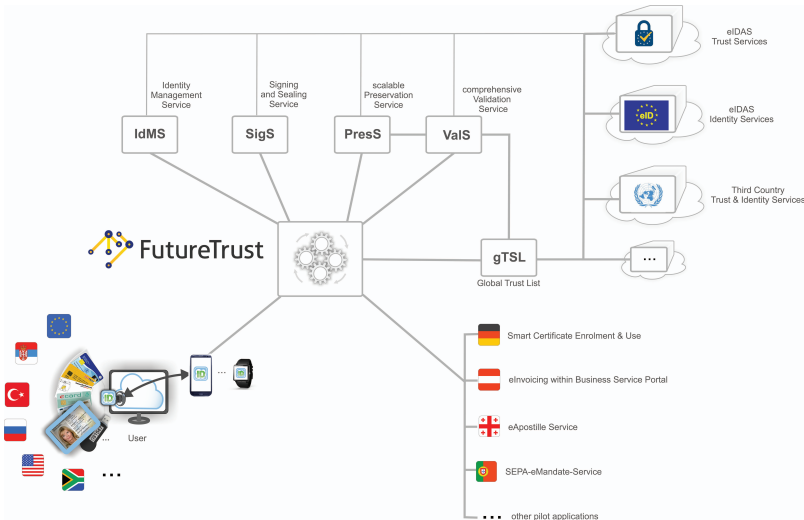 eIDAS
Trust Services
Identity
Management
Service
Signing
and Sealing
Service
scalable
Preservation
Service
comprehensive
Validation
Service
IdMS
SigS
PresS
ValS
eID
eIDAS
Identity Services
Third Country
Trust & Identity Services
FutureTrust
gTSL
Global Trust List
...
Smart Certificate Enrolment & Use
eInvoicing within Business Service Portal
eApostille Service
SEPA-eMandate-Service
... other pilot applications
iD
...
ecard
iD
...
User
...